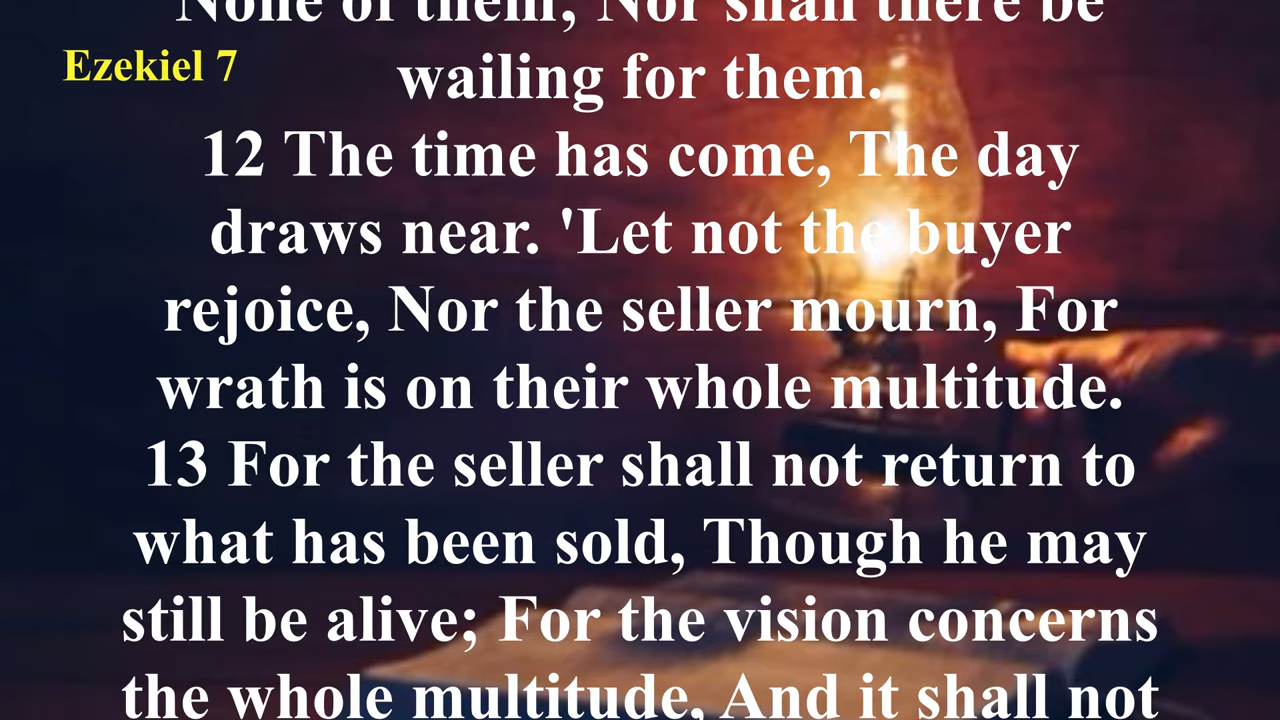 None of them, Nor shall there be
Ezekiel 7
wailing for them.
12 The time has come, The day
draws near. 'Let not the buyer
rejoice, Nor the seller mourn, For
wrath is on their whole multitude.
13 For the seller shall not return to
what has been sold, Though he may
still be alive; For the vision concerns
the whole multitude, And it shall not